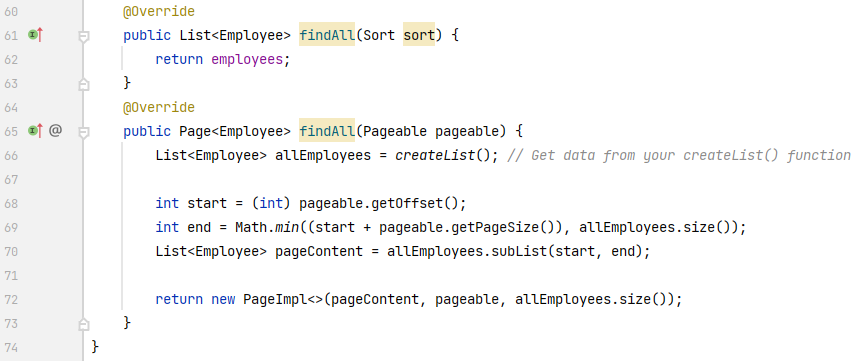 60 @Override
61 public List<Employee> findAll(Sort sort) {
62 return employees;
63 }
64 @Override
65 @ public Page<Employee> findAll(Pageable pageable) {
66 List<Employee> allEmployees = createList(); // Get data from your createList() function
67
68 int start = (int) pageable.getOffset();
69 int end = Math.min((start + pageable.getPageSize()), allEmployees.size());
70 List<Employee> pageContent = allEmployees.subList(start, end);
71
72 return new PageImpl<>(pageContent, pageable, allEmployees.size());
73 }
74 }